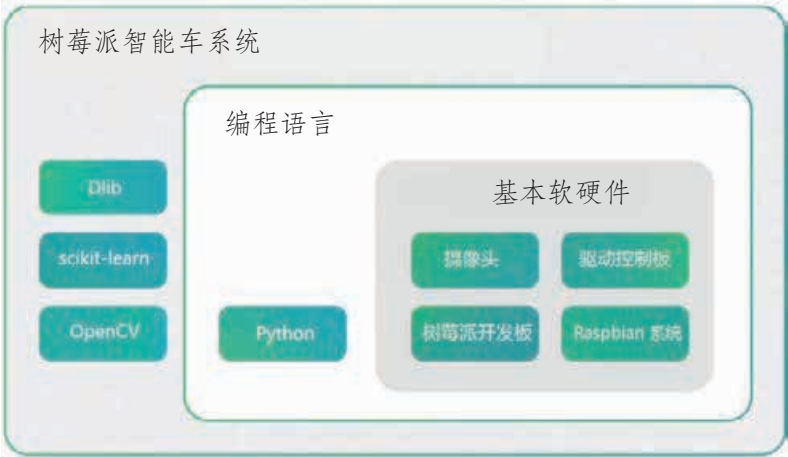 树莓派智能车系统
编程语言
基本软硬件
Dlib
scikit-learn
OpenCV
Python
摄像头
驱动控制板
树莓派开发板
Raspbian 系统